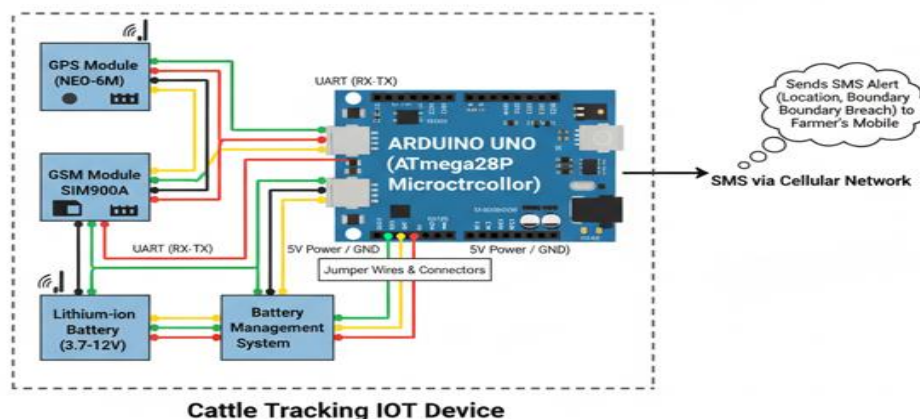 GPS Module
(NEO-6M)
UART (RX-TX)
GSM Module
SIM900A
ARDUINO UNO
(ATmega28P
Microctrcollor)
Sends SMS Alert
(Location, Boundary
Boundary Breach) to
Farmer's Mobile
SMS via Cellular Network
UART (RX-TX)
5V Power / GND
5V Power / GND)
Jumper Wires & Connectors
Lithium-ion
Battery
(3.7-12V)
Battery
Management
System
Cattle Tracking IOT Device